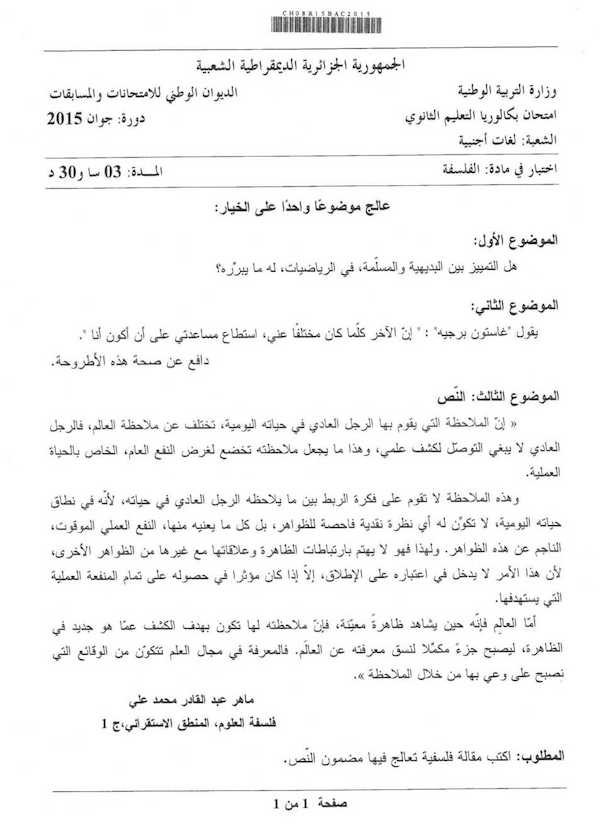 CH08A15BAC2015
الجمهورية الجزائرية الديمقراطية الشعبية
وزارة التربية الوطنية الديوان الوطني للامتحانات والمسابقات
امتحان بكالوريا التعليم الثانوي دورة: جوان 2015
الشعبة: لغات أجنبية
اختبار في مادة: الفلسفة المدة: 03 سا و30 د
عالج موضوعًا واحدًا على الخيار:
الموضوع الأول:
هل التمييز بين البديهية والمسلّمة، في الرياضيات، له ما يبرّره؟
الموضوع الثاني:
يقول "غاستون برجيه" : " إنّ الآخر كلّما كان مختلفًا عني، استطاع مساعدتي على أن أكون أنا ".
دافع عن صحة هذه الأطروحة.
الموضوع الثالث: النّص
« إنّ الملاحظة التي يقوم بها الرجل العادي في حياته اليومية، تختلف عن ملاحظة العالم، فالرجل
العادي لا يبغي التوصّل لكشف علمي، وهذا ما يجعل ملاحظته تخضع لغرض النفع العام، الخاص بالحياة
العملية.
وهذه الملاحظة لا تقوم على فكرة الربط بين ما يلاحظه الرجل العادي في حياته، لأنّه في نطاق
حياته اليومية، لا تكوّن له أي نظرة نقدية فاحصة للظواهر، بل كل ما يعنيه منها، النفع العملي الموقوت،
الناجم عن هذه الظواهر. ولهذا فهو لا يهتم بارتباطات الظاهرة وعلاقاتها مع غيرها من الظواهر الأخرى،
لأن هذا الأمر لا يدخل في اعتباره على الإطلاق، إلاّ إذا كان مؤثرا في حصوله على تمام المنفعة العملية
التي يستهدفها.
أمّا العالِم فإنّه حين يشاهد ظاهرةً معيّنة، فإنّ ملاحظته لها تكون بهدف الكشف عمّا هو جديد في
الظاهرة، ليصبح جزءً مكمّلا لنسق معرفته عن العالَم. فالمعرفة في مجال العلم تتكوّن من الوقائع التي
نصبح على وعي بها من خلال الملاحظة ».
ماهر عبد القادر محمد علي
فلسفة العلوم، المنطق الاستقرائي،ج 1
المطلوب: اكتب مقالة فلسفية تعالج فيها مضمون النّص.
صفحة 1 من 1